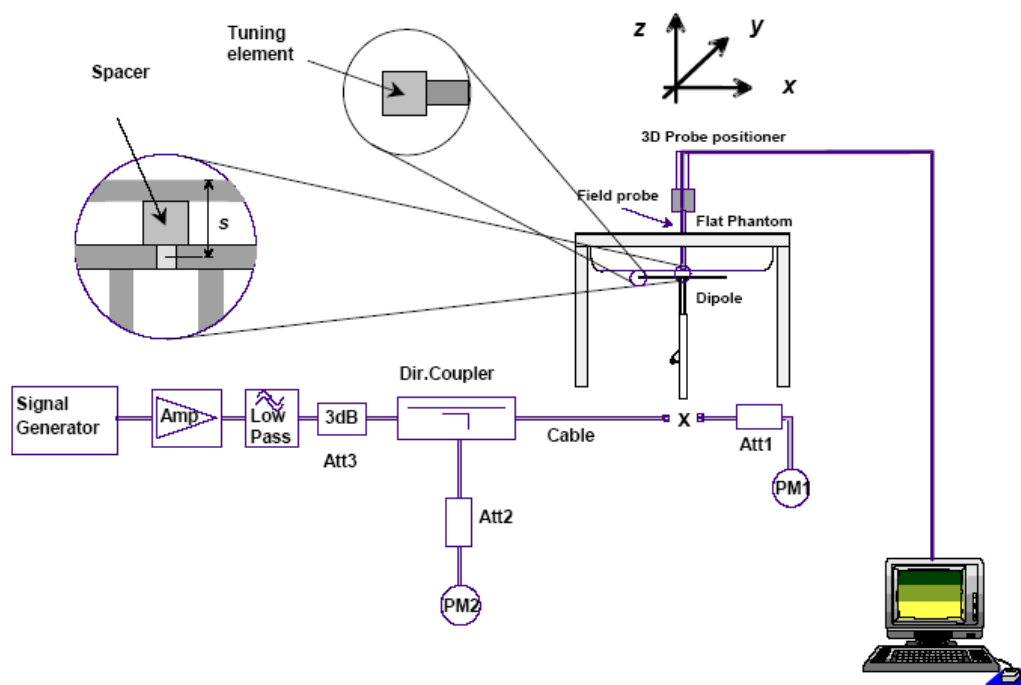 Tuning
element
z
y
x
Spacer
3D Probe positioner
Field probe
Flat Phantom
s
Dipole
Dir.Coupler
Signal
Generator
Amp
Low
Pass
3dB
Att3
Cable
X
Att1
PM1
Att2
PM2